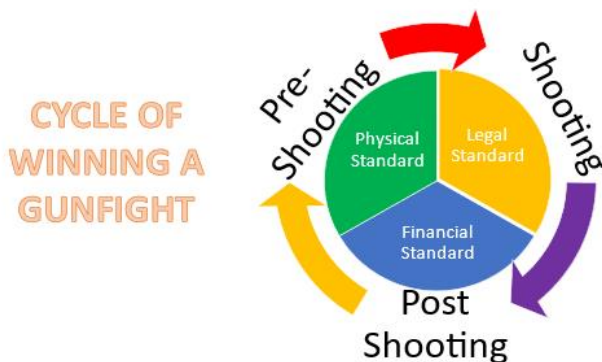 CYCLE OF
WINNING A
GUNFIGHT
Pre-
Shooting
Shooting
Physical
Standard
Legal
Standard
Financial
Standard
Post
Shooting